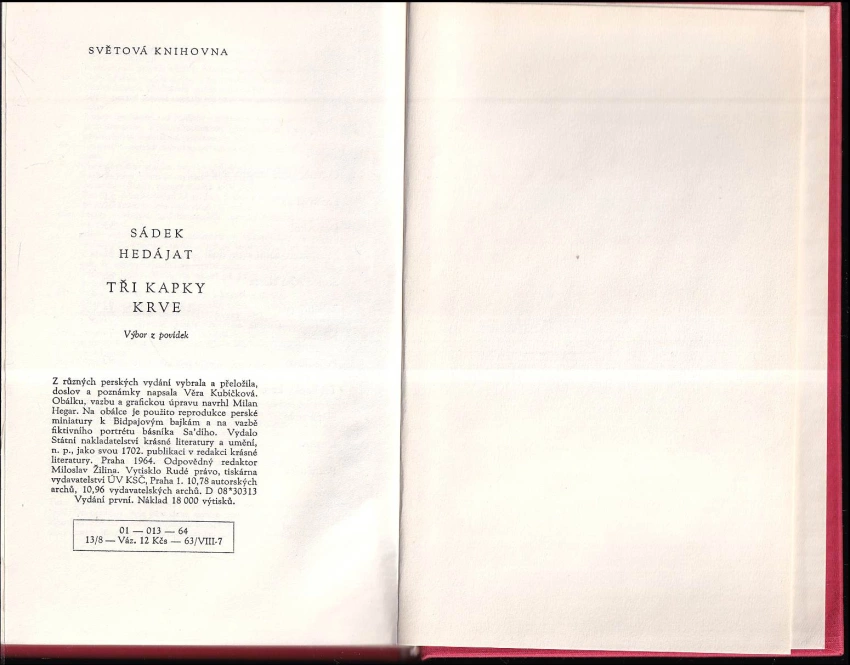 SVĚTOVÁ KNIHOVNA
SÁDEK
HEDÁJAT
TŘI KAPKY
KRVE
Výbor z povídek
Z různých perských vydání vybrala a přeložila,
doslov a poznámky napsala Věra Kubíčková.
Obálku, vazbu a grafickou úpravu navrhl Milan
Hegar. Na obálce je použito reprodukce perské
miniatury k Bidpajovým bajkám a na vazbě
fiktivního portrétu básníka Sa'dího. Vydalo
Státní nakladatelství krásné literatury a umění,
n. p., jako svou 1702. publikaci v redakci krásné
literatury. Praha 1964. Odpovědný redaktor
Miloslav Žilina. Vytisklo Rudé právo, tiskárna
vydavatelství ÚV KSČ, Praha 1. 10,78 autorských
archů, 10,96 vydavatelských archů. D 08*30313
Vydání první. Náklad 18 000 výtisků.
01 — 013 — 64
13/8 — Váz. 12 Kčs — 63/VIII-7